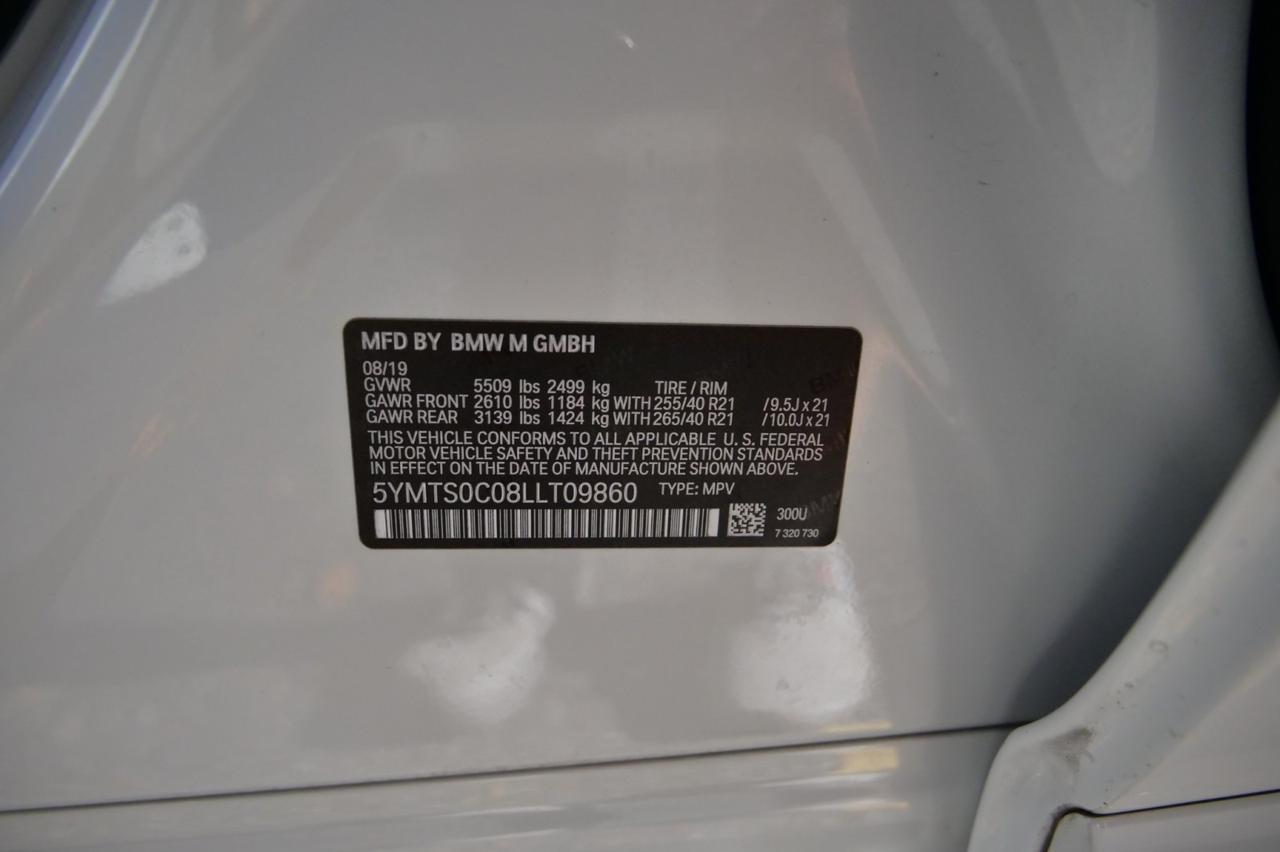 MFD BY BMW M GMBH
08/19
GVWR 5509 lbs 2499 kg TIRE / RIM
GAWR FRONT 2610 lbs 1184 kg WITH 255/40 R21 /9.5J x 21
GAWR REAR 3139 lbs 1424 kg WITH 265/40 R21 /10.0J x 21
THIS VEHICLE CONFORMS TO ALL APPLICABLE U. S. FEDERAL
MOTOR VEHICLE SAFETY AND THEFT PREVENTION STANDARDS
IN EFFECT ON THE DATE OF MANUFACTURE SHOWN ABOVE.
5YMTS0C08LLT09860 TYPE: MPV
300U
7 320 730